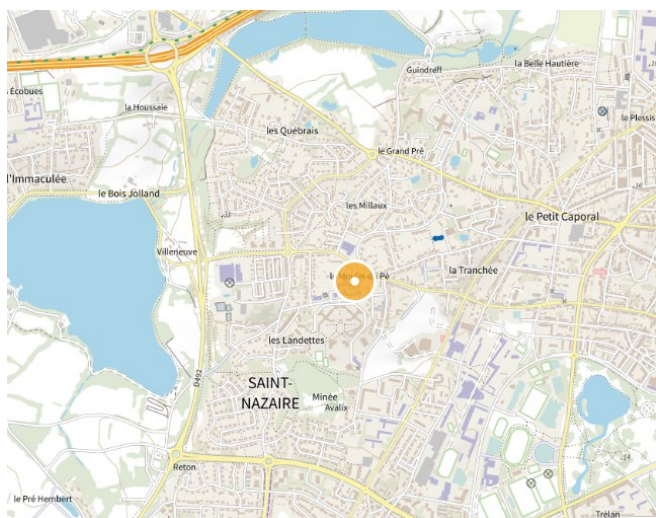 Guindreff
la Belle Hautière
Écobues
la Houssaie
le Plessis
les Québrais
le Grand Pré
l'Immaculée
le Bois Jolland
les Millaux
le Petit Caporal
Villeneuve
la Tranchée
les Landettes
D492
SAINT-
NAZAIRE
Minée
Avalix
Reton
le Pré Hembert
Trélan